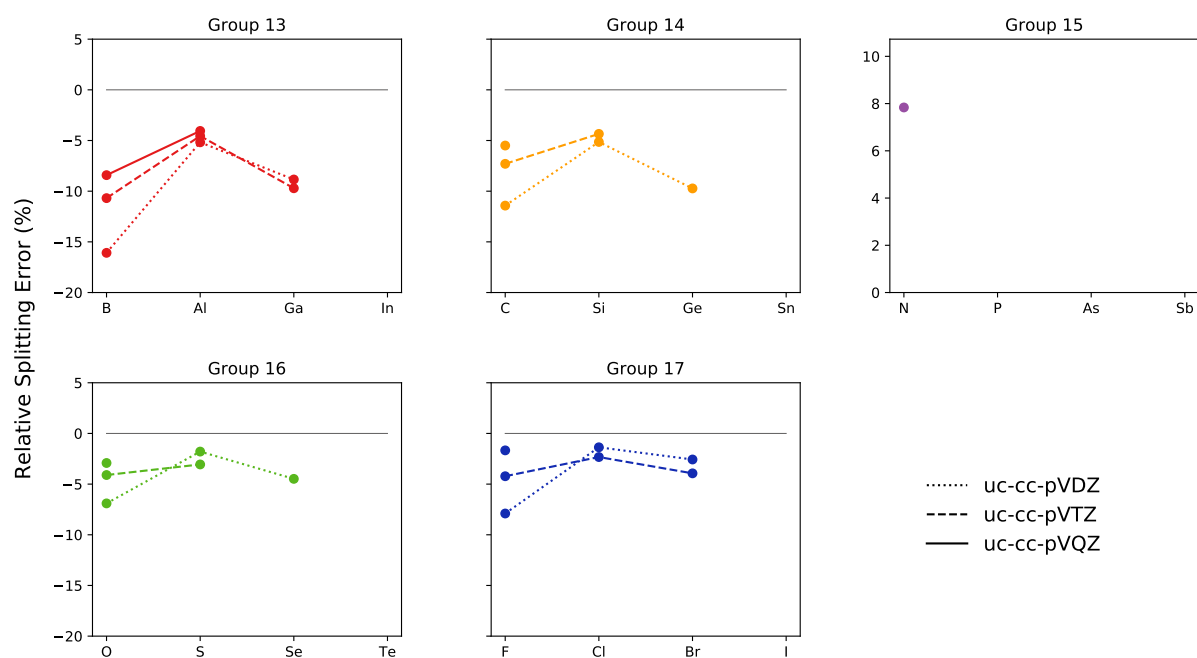 Group 13
Group 14
Group 15
5
0
−5
−10
−15
−20
B Al Ga In
C Si Ge Sn
10
8
6
4
2
0
N P As Sb
Relative Splitting Error (%)
Group 16
Group 17
5
0
−5
−10
−15
−20
O S Se Te
F Cl Br I
uc-cc-pVDZ
uc-cc-pVTZ
uc-cc-pVQZ